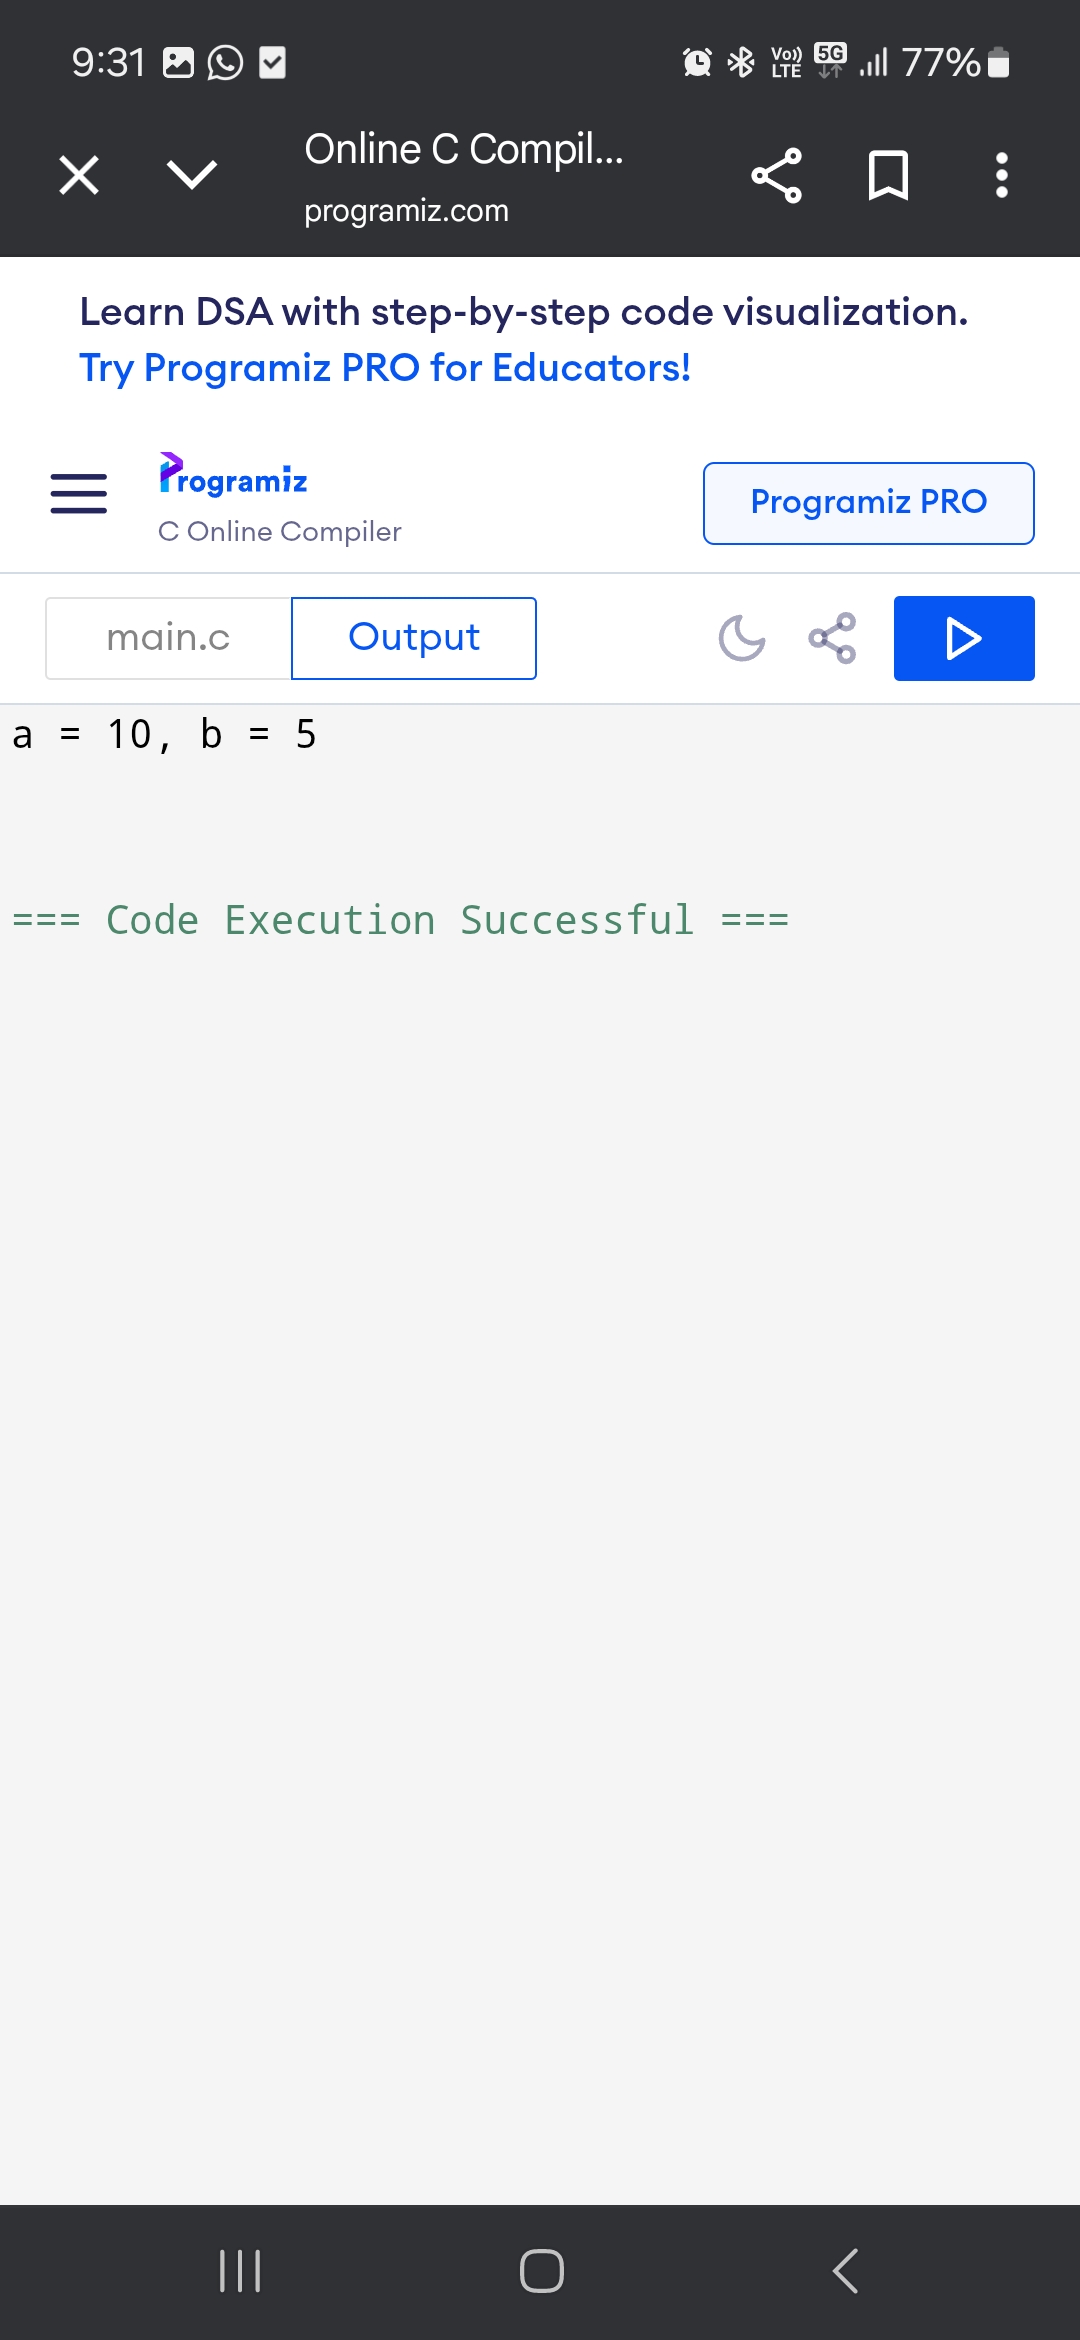 9:31 Vo)) LTE 5G 77%
Online C Compil...
programiz.com
Learn DSA with step-by-step code visualization.
Try Programiz PRO for Educators!
Programiz
C Online Compiler
Programiz PRO
main.c Output
a = 10, b = 5
=== Code Execution Successful ===